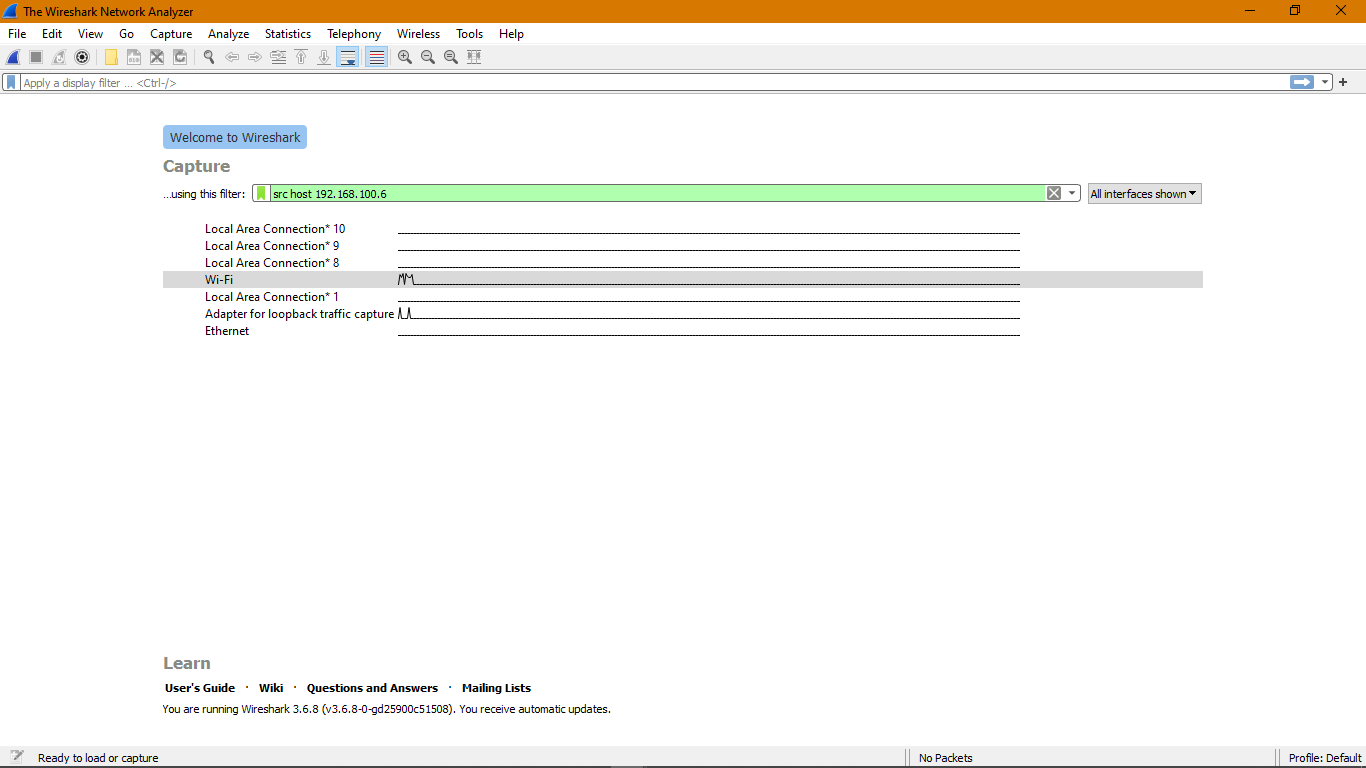 The Wireshark Network Analyzer
File Edit View Go Capture Analyze Statistics Telephony Wireless Tools Help
Apply a display filter ... <Ctrl-/>
Welcome to Wireshark
Capture
...using this filter: src host 192.168.100.6 All interfaces shown
Local Area Connection* 10
Local Area Connection* 9
Local Area Connection* 8
Wi-Fi
Local Area Connection* 1
Adapter for loopback traffic capture
Ethernet
Learn
User's Guide · Wiki · Questions and Answers · Mailing Lists
You are running Wireshark 3.6.8 (v3.6.8-0-gd25900c51508). You receive automatic updates.
Ready to load or capture No Packets Profile: Default